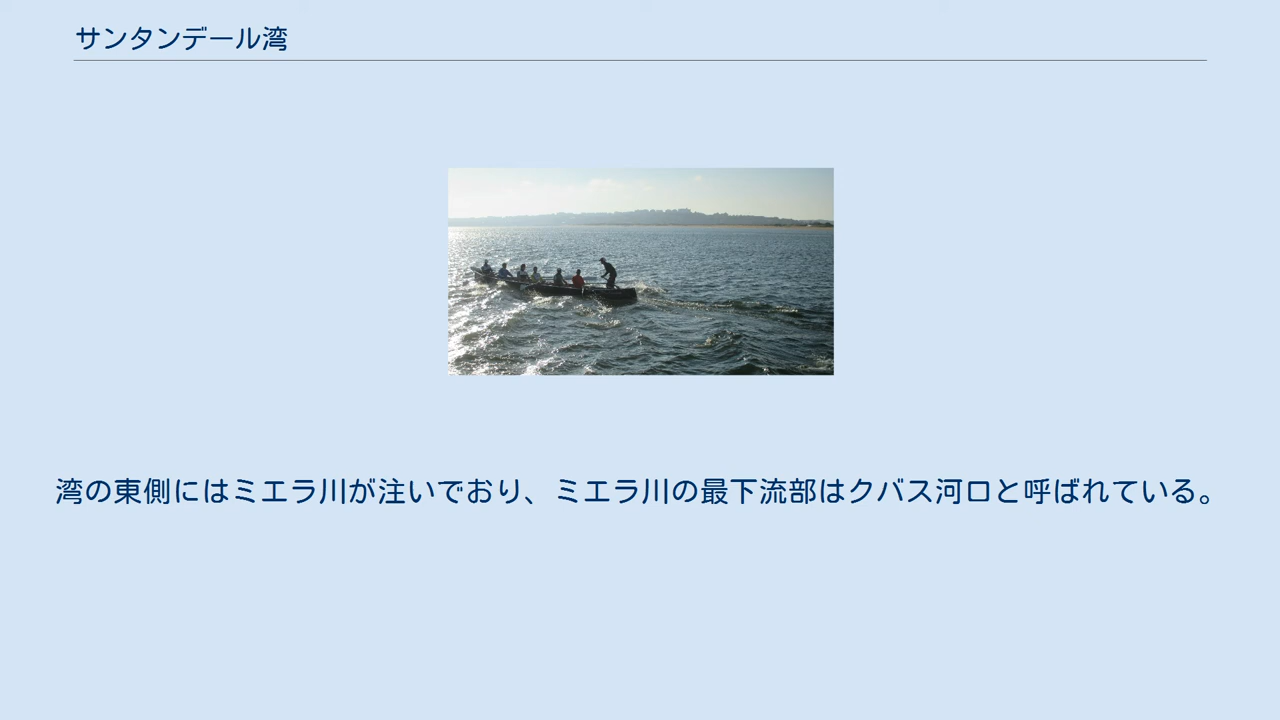 サンタンデール湾
湾の東側にはミエラ川が注いでおり、ミエラ川の最下流部はクバス河口と呼ばれている。